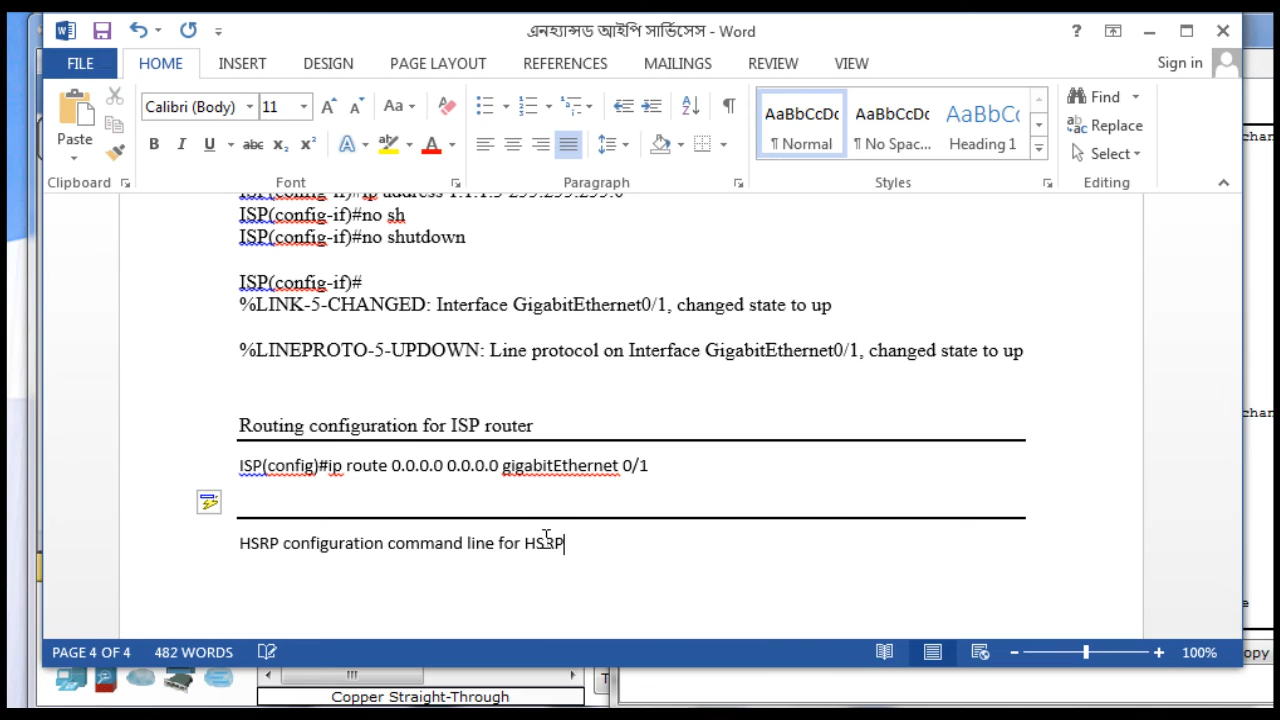 এনহ্যান্সড আইপি সার্ভিসেস - Word
FILE HOME INSERT DESIGN PAGE LAYOUT REFERENCES MAILINGS REVIEW VIEW Sign in
Paste
Calibri (Body) 11
Aa
AaBbCcDc AaBbCcDc AaBbCc
¶ Normal ¶ No Spac... Heading 1
Find
Replace
Select
Clipboard Font Paragraph Styles Editing
ISP(config-if)#ip address 1.1.1.3 255.255.255.0
ISP(config-if)#no sh
ISP(config-if)#no shutdown
ISP(config-if)#
%LINK-5-CHANGED: Interface GigabitEthernet0/1, changed state to up
%LINEPROTO-5-UPDOWN: Line protocol on Interface GigabitEthernet0/1, changed state to up
Routing configuration for ISP router
ISP(config)#ip route 0.0.0.0 0.0.0.0 gigabitEthernet 0/1
HSRP configuration command line for HSRP
PAGE 4 OF 4 482 WORDS 100%
Copper Straight-Through